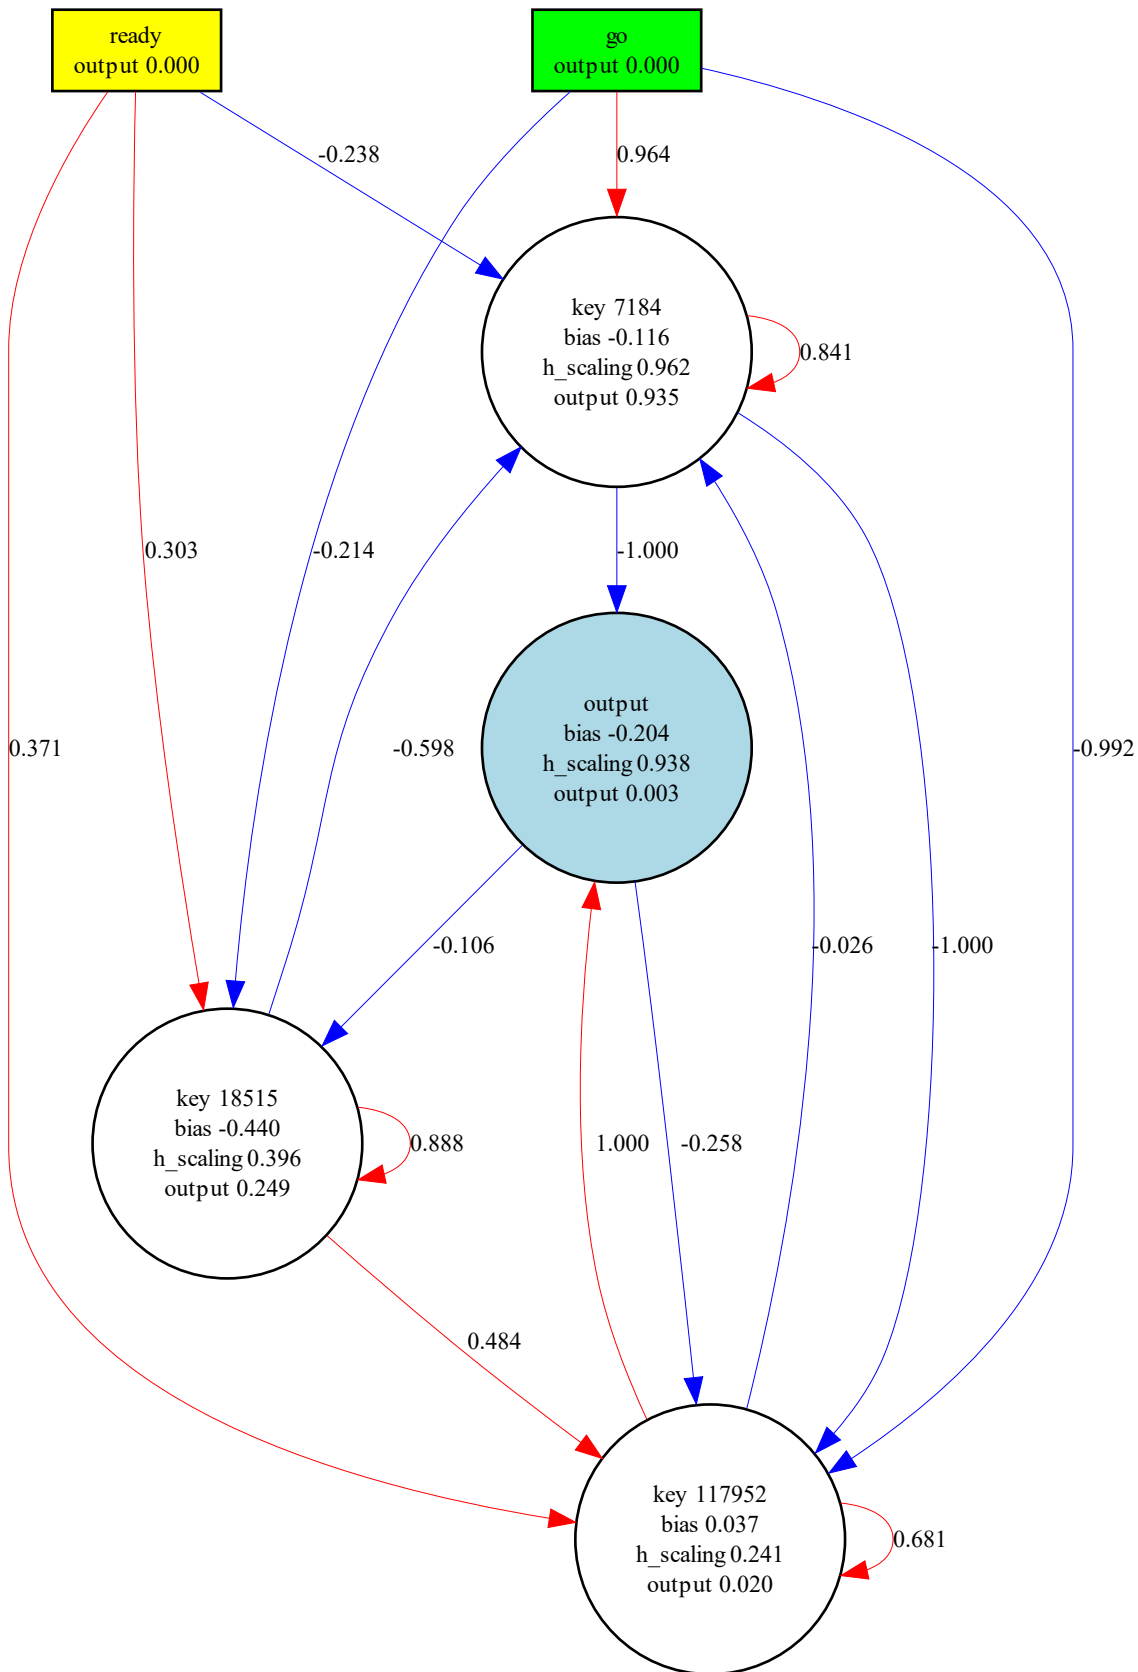 ready
output 0.000
go
output 0.000
-0.238
0.964
key 7184
bias -0.116
h_scaling 0.962
output 0.935
0.841
0.303
-0.214
-1.000
output
bias -0.204
h_scaling 0.938
output 0.003
0.371
-0.598
-0.992
-0.106
-0.026
-1.000
key 18515
bias -0.440
h_scaling 0.396
output 0.249
0.888
1.000
-0.258
0.484
key 117952
bias 0.037
h_scaling 0.241
output 0.020
0.681